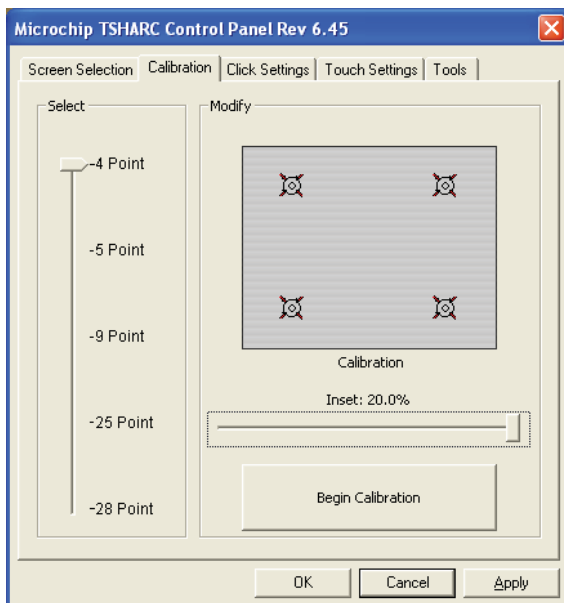 Microchip TSHARC Control Panel Rev 6.45
Screen Selection Calibration Click Settings Touch Settings Tools
Select
-4 Point
-5 Point
-9 Point
-25 Point
-28 Point
Modify
Calibration
Inset: 20.0%
Begin Calibration
OK Cancel Apply